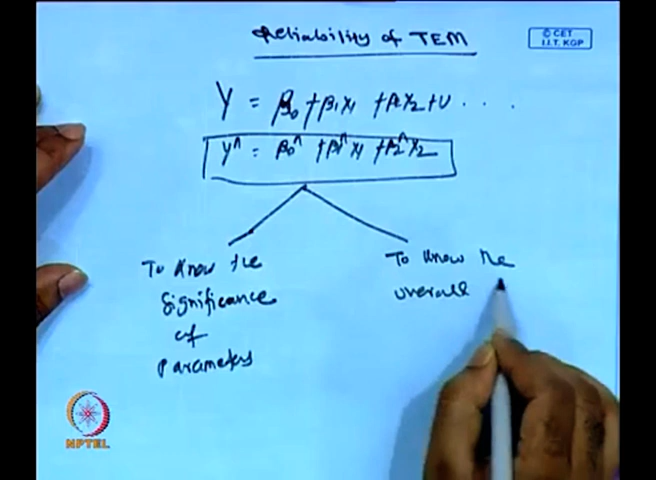 Reliability of TEM
© CET
I.I.T. KGP
Y = β0 + β1x1 + β2x2 + U . . . .
Y^ = β0^ + β1^x1 + β2^x2
To know the
Significance
of
Parameters
To know the
overall
NPTEL